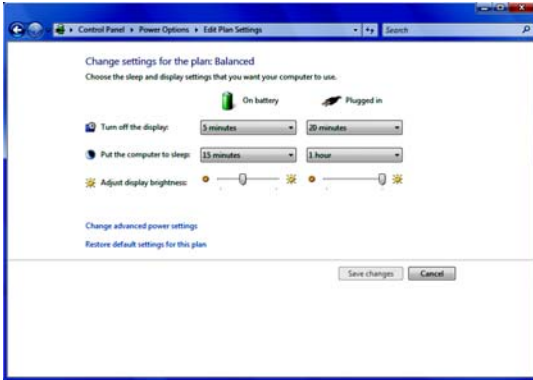 Control Panel ▸ Power Options ▸ Edit Plan Settings
Search
Change settings for the plan: Balanced
Choose the sleep and display settings that you want your computer to use.
On battery
Plugged in
Turn off the display:
5 minutes
20 minutes
Put the computer to sleep:
15 minutes
1 hour
Adjust display brightness:
Change advanced power settings
Restore default settings for this plan
Save changes
Cancel